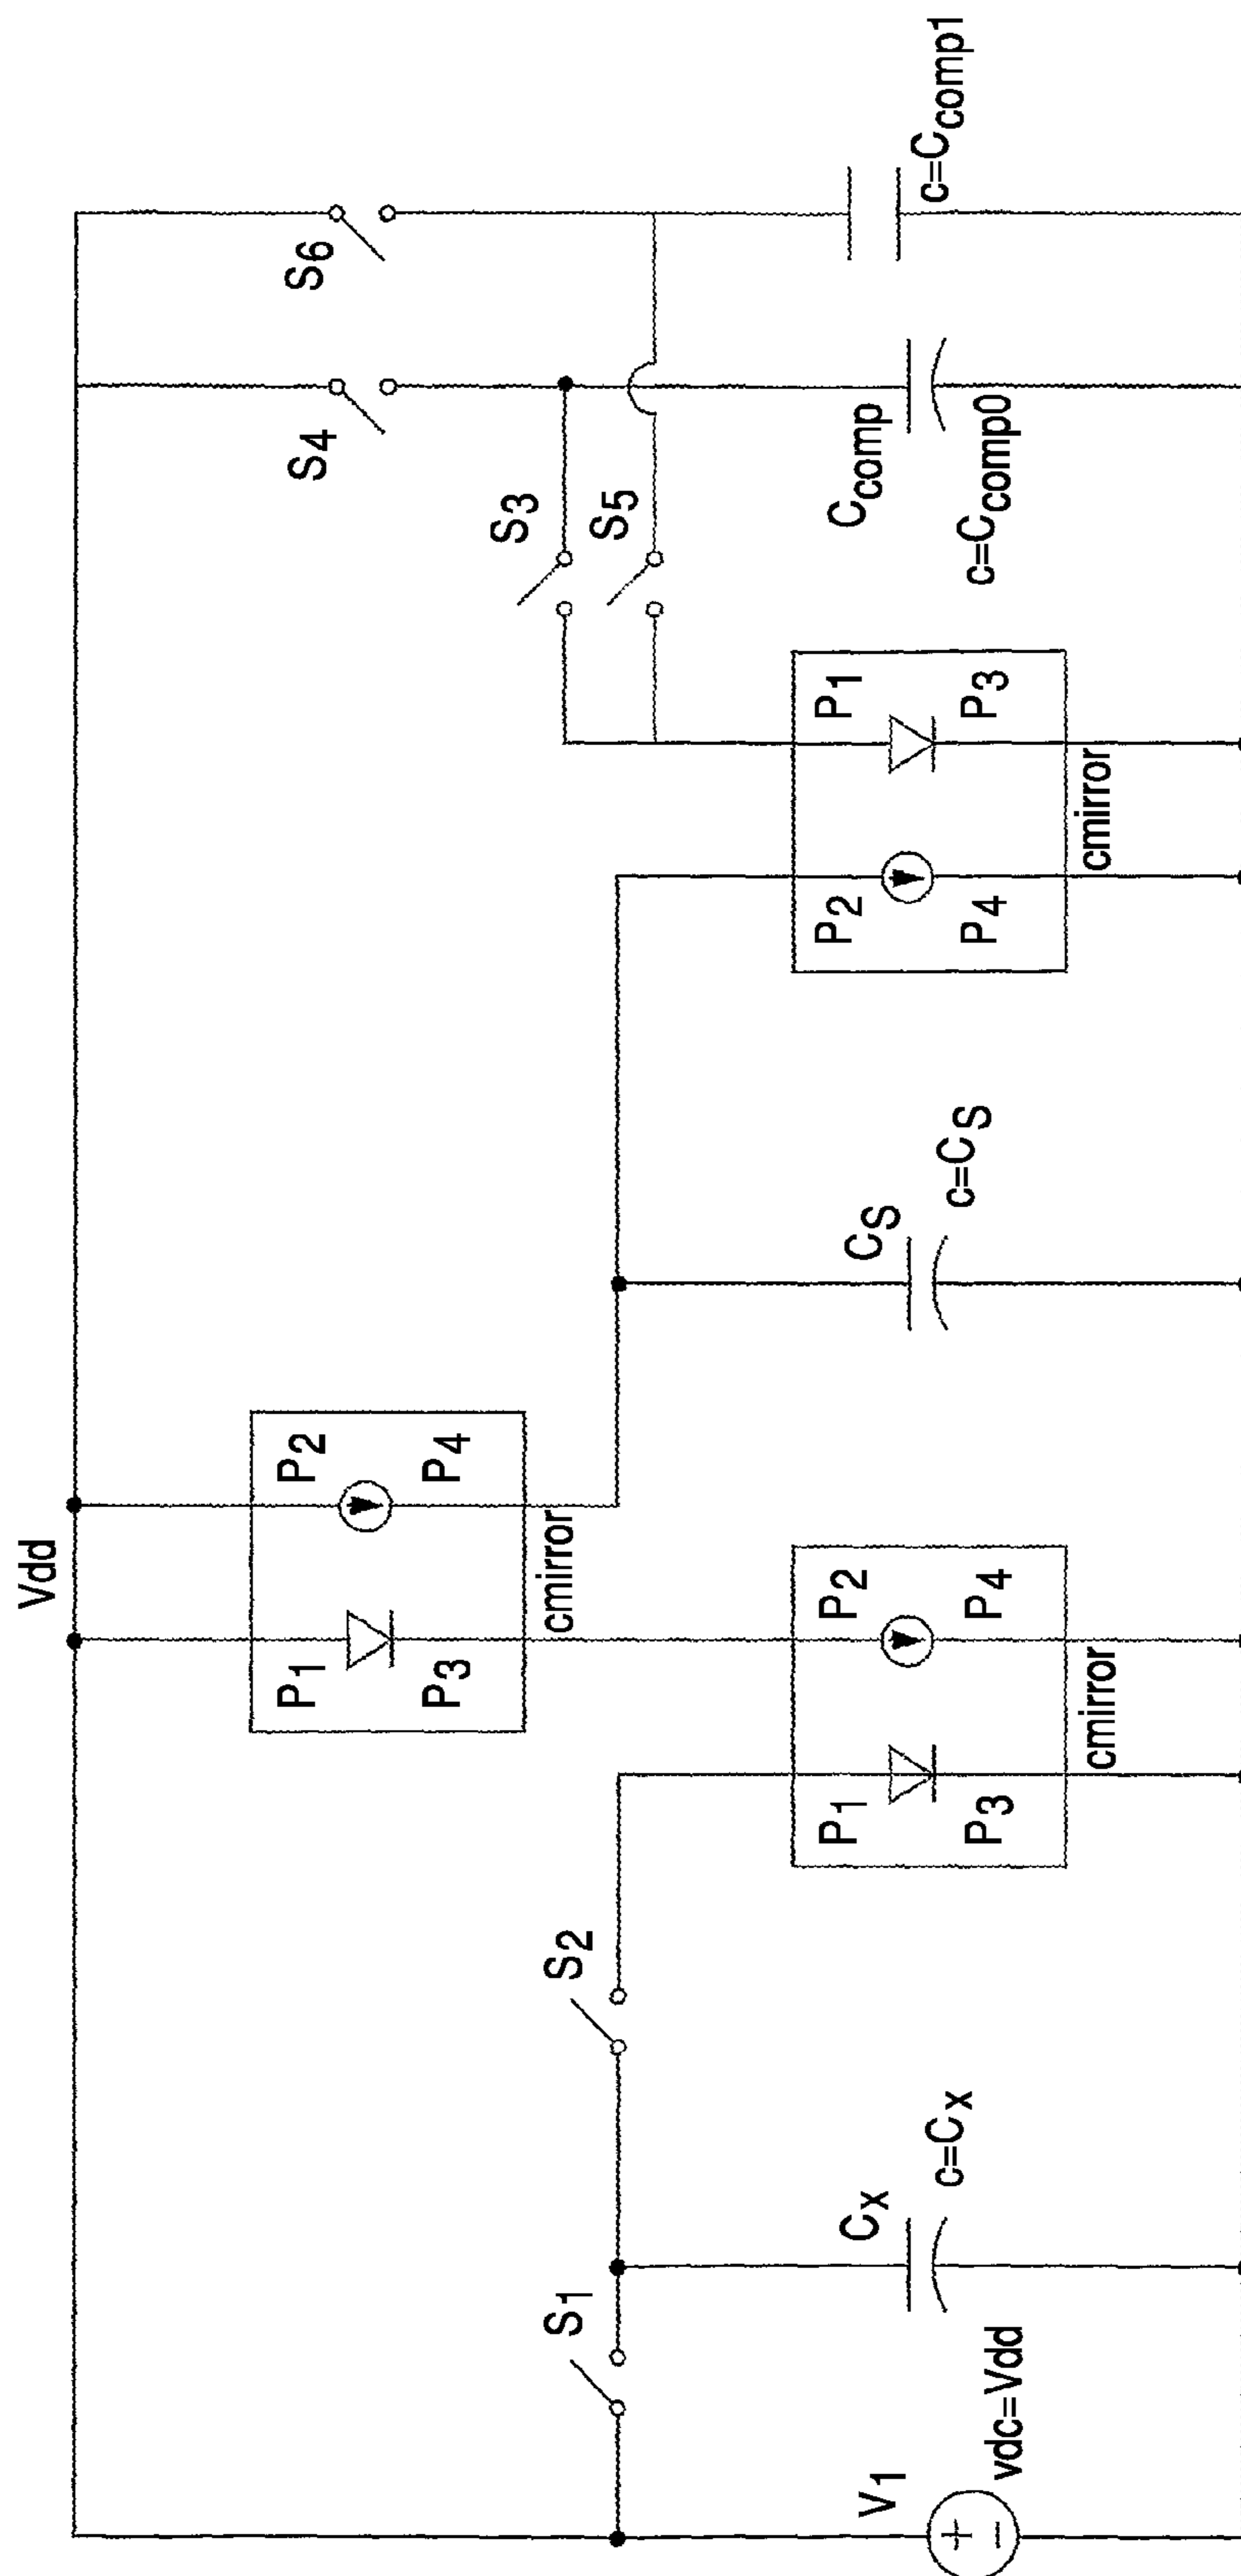 Vdd
S6
S4
S3
S5
S1
S2
P1
P2
P3
P4
cmirror
V1
+
−
vdc=Vdd
Cx
c=Cx
P1
P2
P3
P4
cmirror
CS
c=CS
P2
P1
P4
P3
cmirror
Ccomp
c=Ccomp0
c=Ccomp1